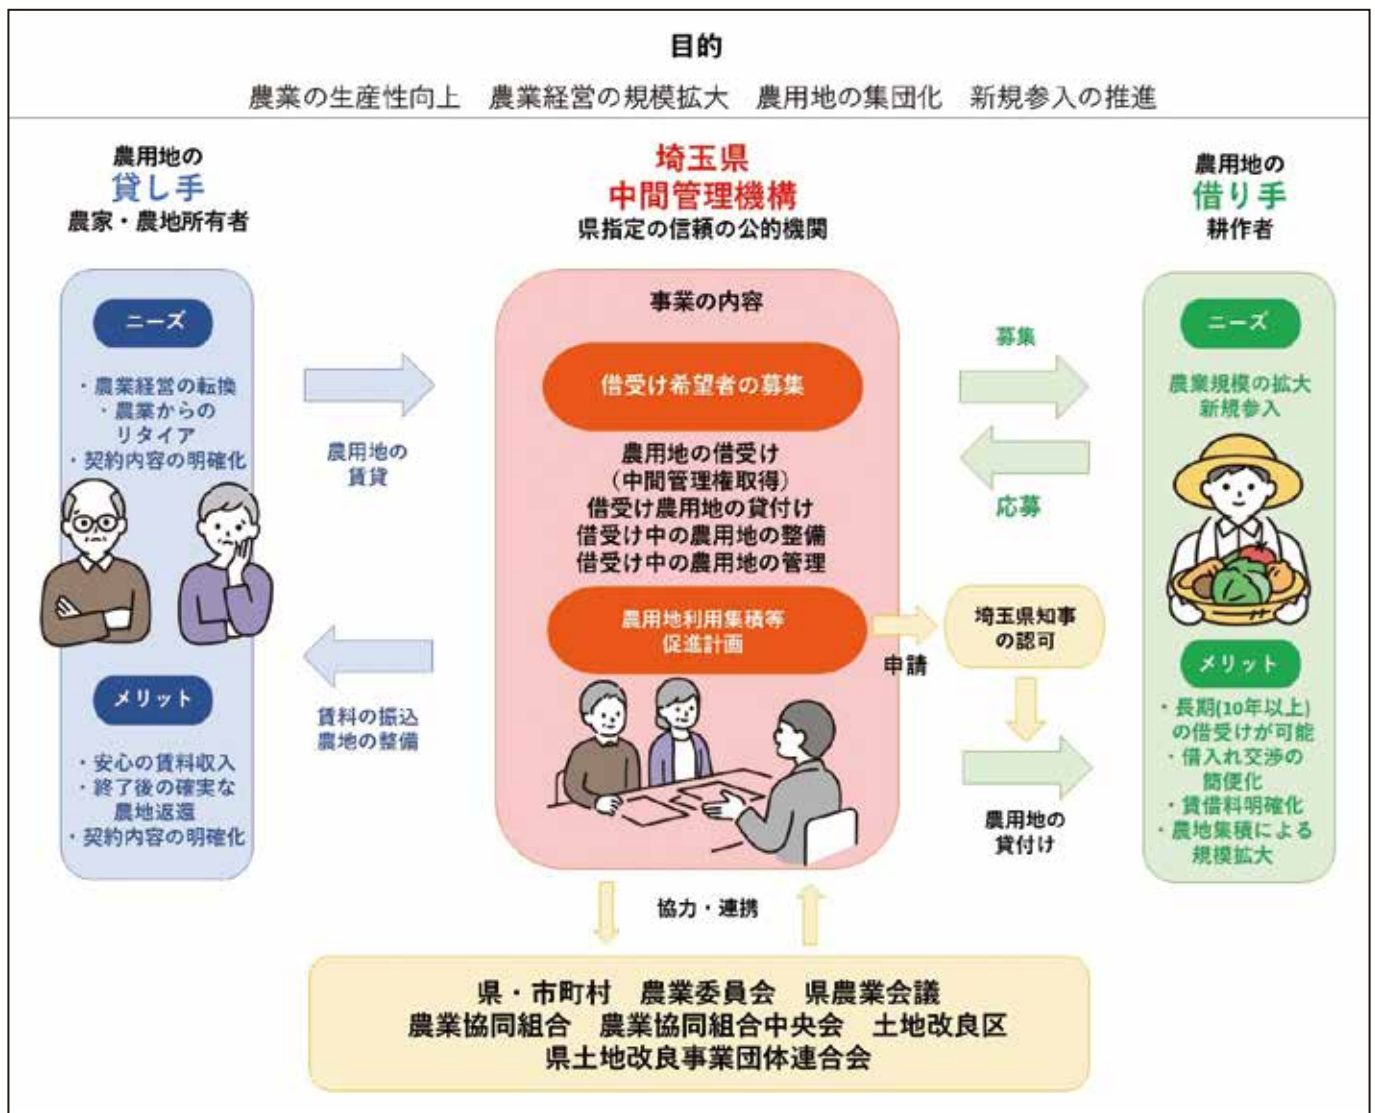 目的
農業の生産性向上　農業経営の規模拡大　農用地の集団化　新規参入の推進
農用地の
貸し手
農家・農地所有者
ニーズ
・農業経営の転換
・農業からの
リタイア
・契約内容の明確化
メリット
・安心の賃料収入
・終了後の確実な
農地返還
・契約内容の明確化
農用地の
賃貸
賃料の振込
農地の整備
埼玉県
中間管理機構
県指定の信頼の公的機関
事業の内容
借受け希望者の募集
農用地の借受け
（中間管理権取得）
借受け農用地の貸付け
借受け中の農用地の整備
借受け中の農用地の管理
農用地利用集積等
促進計画
募集
応募
申請
埼玉県知事
の認可
農用地の
貸付け
農用地の
借り手
耕作者
ニーズ
農業規模の拡大
新規参入
メリット
・長期(10年以上)
の借受けが可能
・借入れ交渉の
簡便化
・賃借料明確化
・農地集積による
規模拡大
協力・連携
県・市町村　農業委員会　県農業会議
農業協同組合　農業協同組合中央会　土地改良区
県土地改良事業団体連合会